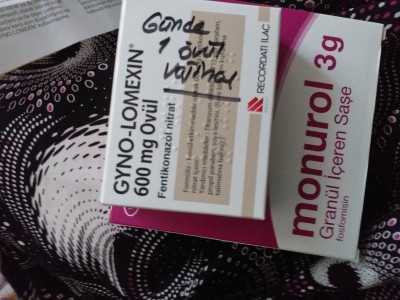 Günde
1 ovül
vajinal
GYNO-LOMEXIN®
600 mg Ovül
Fentikonazol nitrat
RECORDATI İLAÇ
monurol 3g
Granül İçeren Saşe
fosfomisin